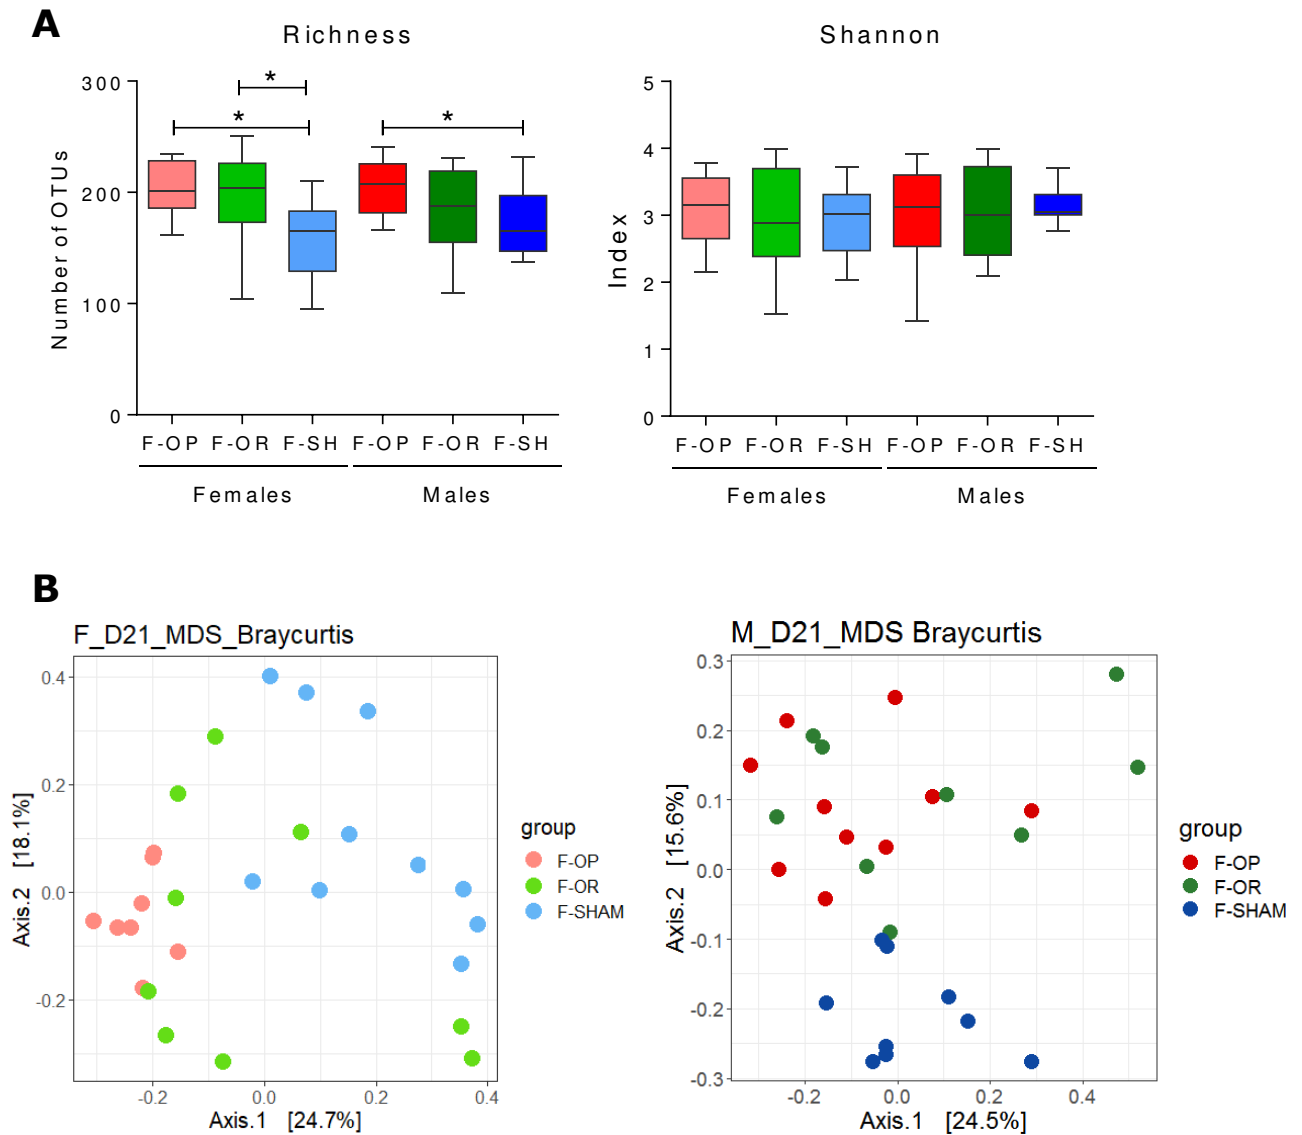 A
Richness
Shannon
Number of OTUs
300
200
100
0
*
*
*
F-OP F-OR F-SH F-OP F-OR F-SH
Females Males
Index
5
4
3
2
1
0
F-OP F-OR F-SH F-OP F-OR F-SH
Females Males
B
F_D21_MDS_Braycurtis
Axis.2 [18.1%]
0.4
0.2
0.0
-0.2
-0.2 0.0 0.2 0.4
Axis.1 [24.7%]
group
F-OP
F-OR
F-SHAM
M_D21_MDS Braycurtis
Axis.2 [15.6%]
0.3
0.2
0.1
0.0
-0.1
-0.2
-0.3
-0.2 0.0 0.2 0.4
Axis.1 [24.5%]
group
F-OP
F-OR
F-SHAM